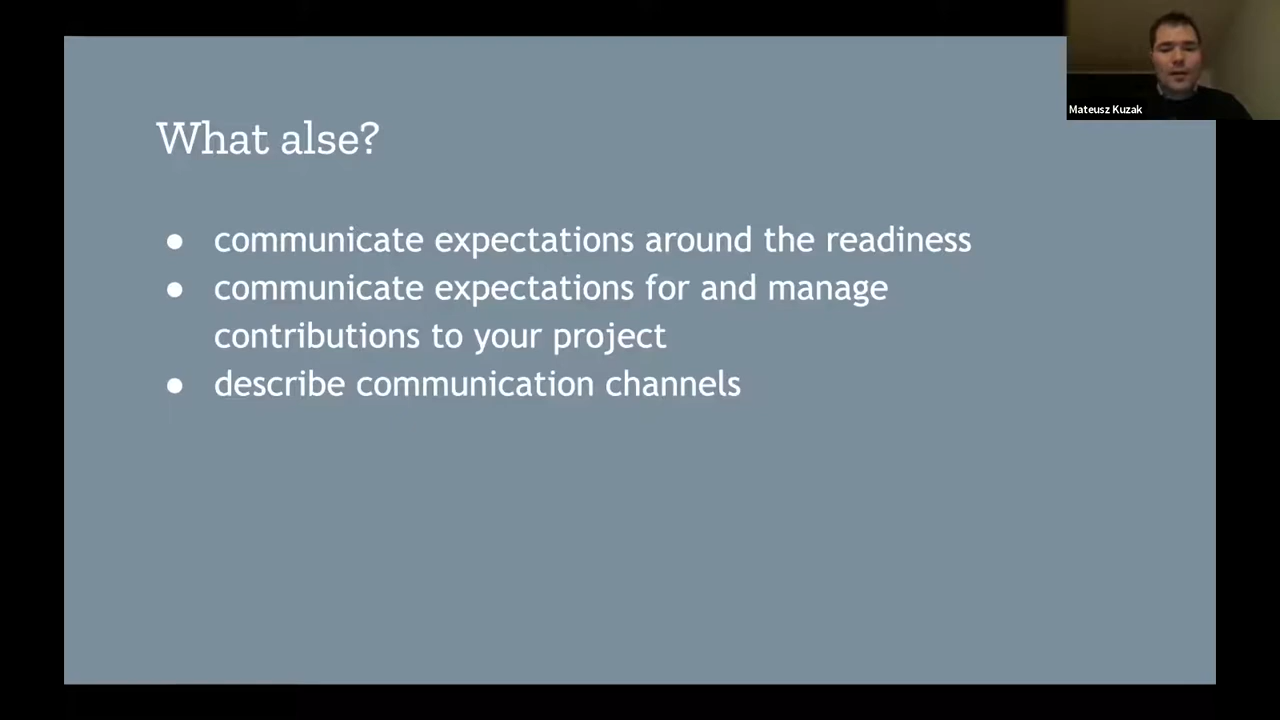 Mateusz Kuzak
What alse?
● communicate expectations around the readiness
● communicate expectations for and manage
contributions to your project
● describe communication channels